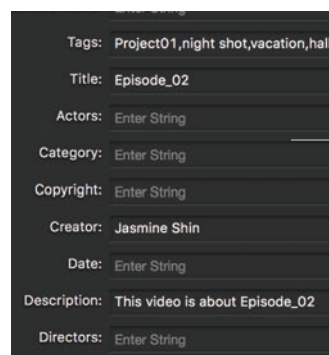 Tags: Project01,night shot,vacation,hal
Title: Episode_02
Actors: Enter String
Category: Enter String
Copyright: Enter String
Creator: Jasmine Shin
Date: Enter String
Description: This video is about Episode_02
Directors: Enter String